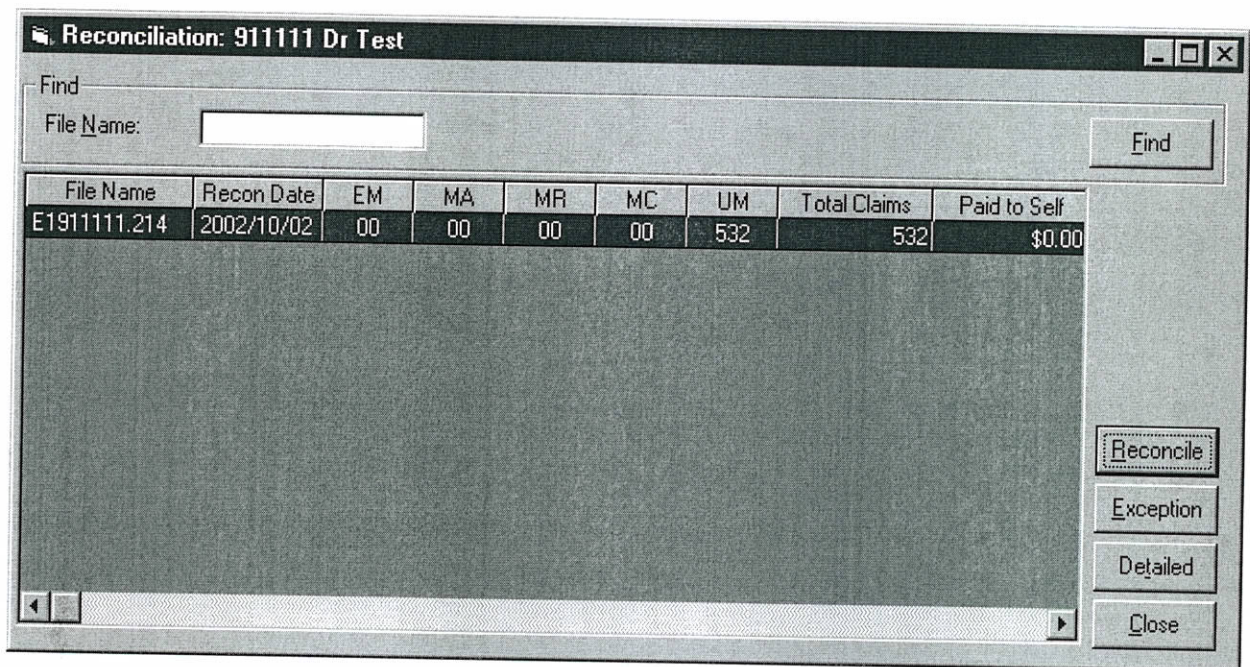 Reconciliation: 911111 Dr Test
Find
File Name:
Find
File Name Recon Date EM MA MR MC UM Total Claims Paid to Self
E1911111.214 2002/10/02 00 00 00 00 532 532 $0.00
Reconcile
Exception
Detailed
Close